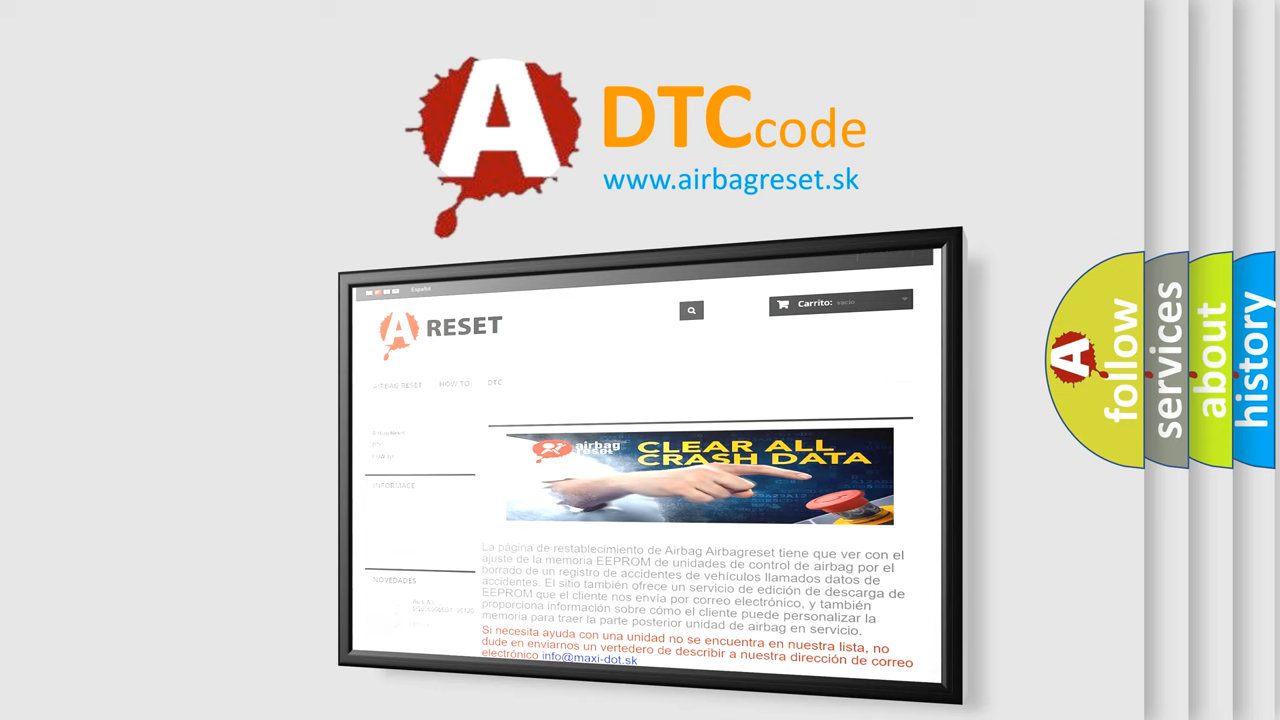 A DTC code
www.airbagreset.sk
Español
A RESET
Carrito: vacío
AIRBAG RESET HOW TO DTC
Airbag Reset
INFORMACE
airbag
reset
CLEAR ALL
CRASH DATA
La página de restablecimiento de Airbag Airbagreset tiene que ver con el
ajuste de la memoria EEPROM de unidades de control de airbag por el
borrado de un registro de accidentes de vehículos llamados datos de
accidentes. El sitio también ofrece un servicio de edición de descarga de
EEPROM que el cliente nos envía por correo electrónico, y también
proporciona información sobre cómo el cliente puede personalizar la
memoria para traer la parte posterior unidad de airbag en servicio.
Si necesita ayuda con una unidad no se encuentra en nuestra lista, no
dude en enviarnos un vertedero de describir a nuestra dirección de correo
electrónico info@maxi-dot.sk
NOVEDADES
A
follow
services
about
history